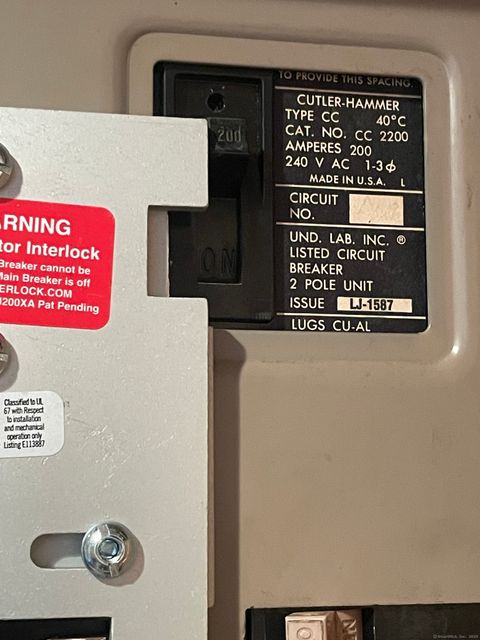 TO PROVIDE THIS SPACING.
CUTLER-HAMMER
TYPE CC 40°C
CAT. NO. CC 2200
AMPERES 200
240 V AC 1-3ϕ
MADE IN U.S.A. L
CIRCUIT
NO.
UND. LAB. INC. ®
LISTED CIRCUIT
BREAKER
2 POLE UNIT
ISSUE LJ-1587
LUGS CU-AL
200
ON
RNING
tor Interlock
Breaker cannot be
Main Breaker is off
ERLOCK.COM
200XA Pat Pending
Classified to UL
67 with Respect
to installation
and mechanical
operation only
Listing E113887